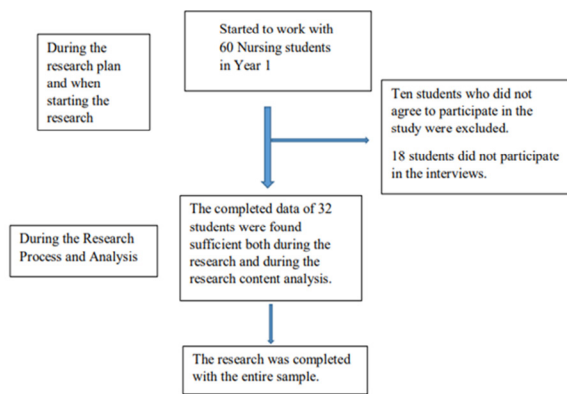 During the
research plan
and when
starting the
research
Started to work with
60 Nursing students
in Year 1
Ten students who did not
agree to participate in the
study were excluded.
18 students did not participate
in the interviews.
During the Research
Process and Analysis
The completed data of 32
students were found
sufficient both during the
research and during the
research content analysis.
The research was completed
with the entire sample.